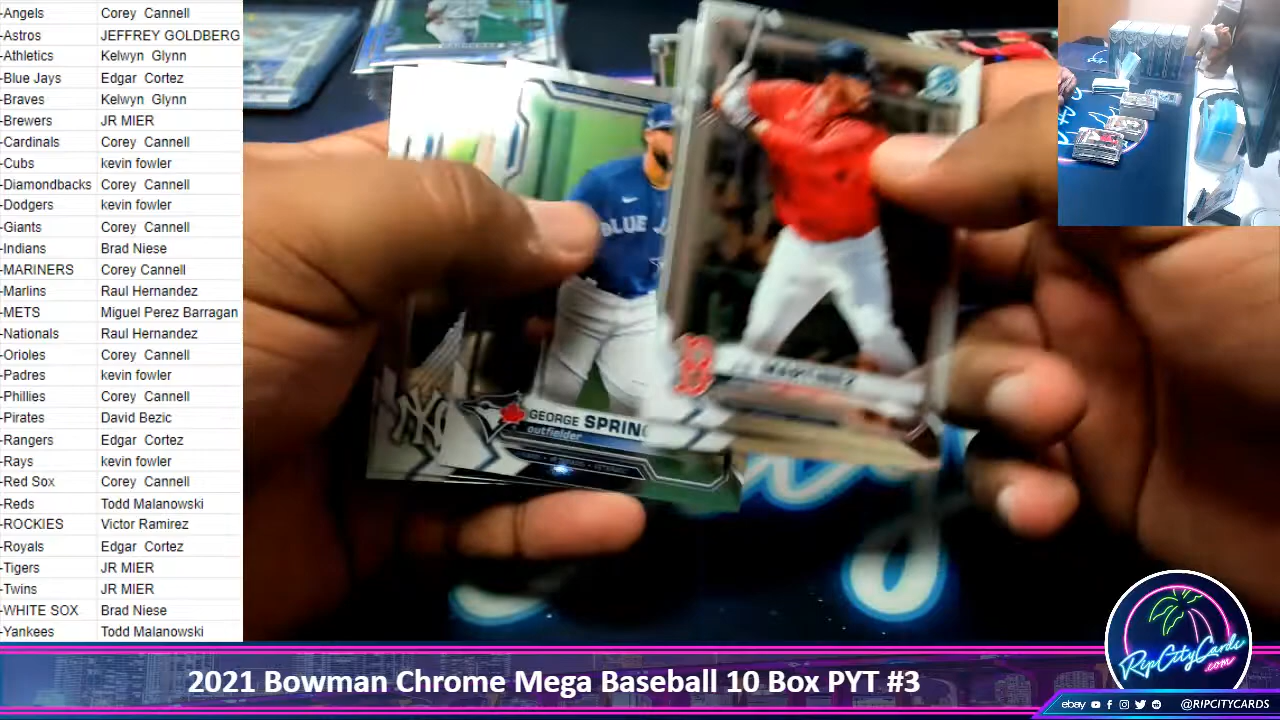 -Angels Corey Cannell
-Astros JEFFREY GOLDBERG
-Athletics Kelwyn Glynn
-Blue Jays Edgar Cortez
-Braves Kelwyn Glynn
-Brewers JR MIER
-Cardinals Corey Cannell
-Cubs kevin fowler
-Diamondbacks Corey Cannell
-Dodgers kevin fowler
-Giants Corey Cannell
-Indians Brad Niese
-MARINERS Corey Cannell
-Marlins Raul Hernandez
-METS Miguel Perez Barragan
-Nationals Raul Hernandez
-Orioles Corey Cannell
-Padres kevin fowler
-Phillies Corey Cannell
-Pirates David Bezic
-Rangers Edgar Cortez
-Rays kevin fowler
-Red Sox Corey Cannell
-Reds Todd Malanowski
-ROCKIES Victor Ramirez
-Royals Edgar Cortez
-Tigers JR MIER
-Twins JR MIER
-WHITE SOX Brad Niese
-Yankees Todd Malanowski
BLUE J
GEORGE SPRING
outfielder
NY
B
MARTINEZ
2021 Bowman Chrome Mega Baseball 10 Box PYT #3
RipCityCards
.com
ebay @RIPCITYCARDS